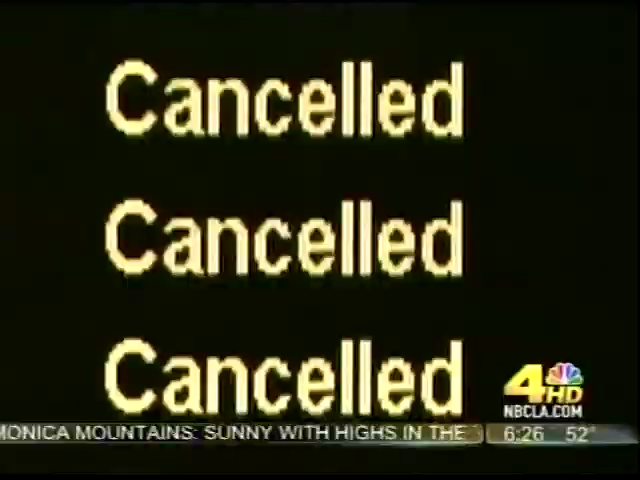 Cancelled
Cancelled
Cancelled
4HD
NBCLA.COM
MONICA MOUNTAINS: SUNNY WITH HIGHS IN THE 6:26 52°